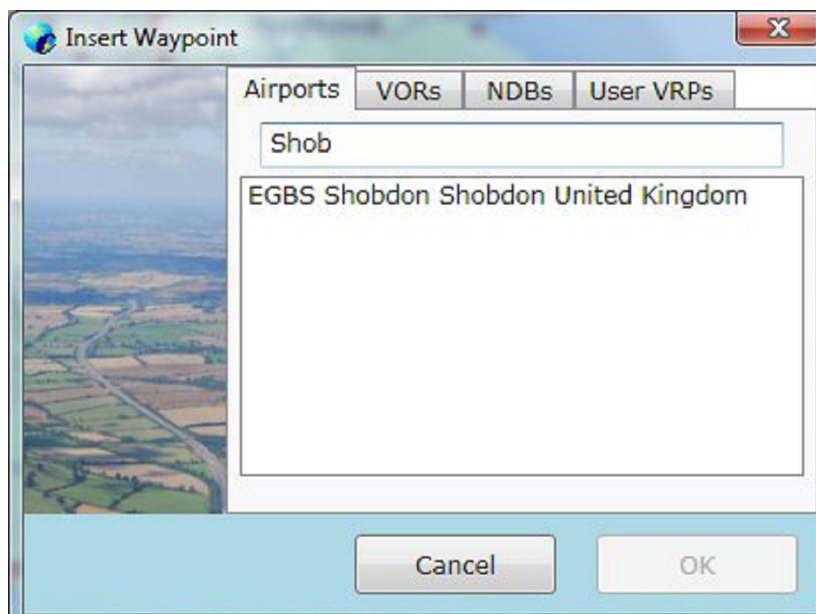 Insert Waypoint
Airports VORs NDBs User VRPs
Shob
EGBS Shobdon Shobdon United Kingdom
Cancel OK